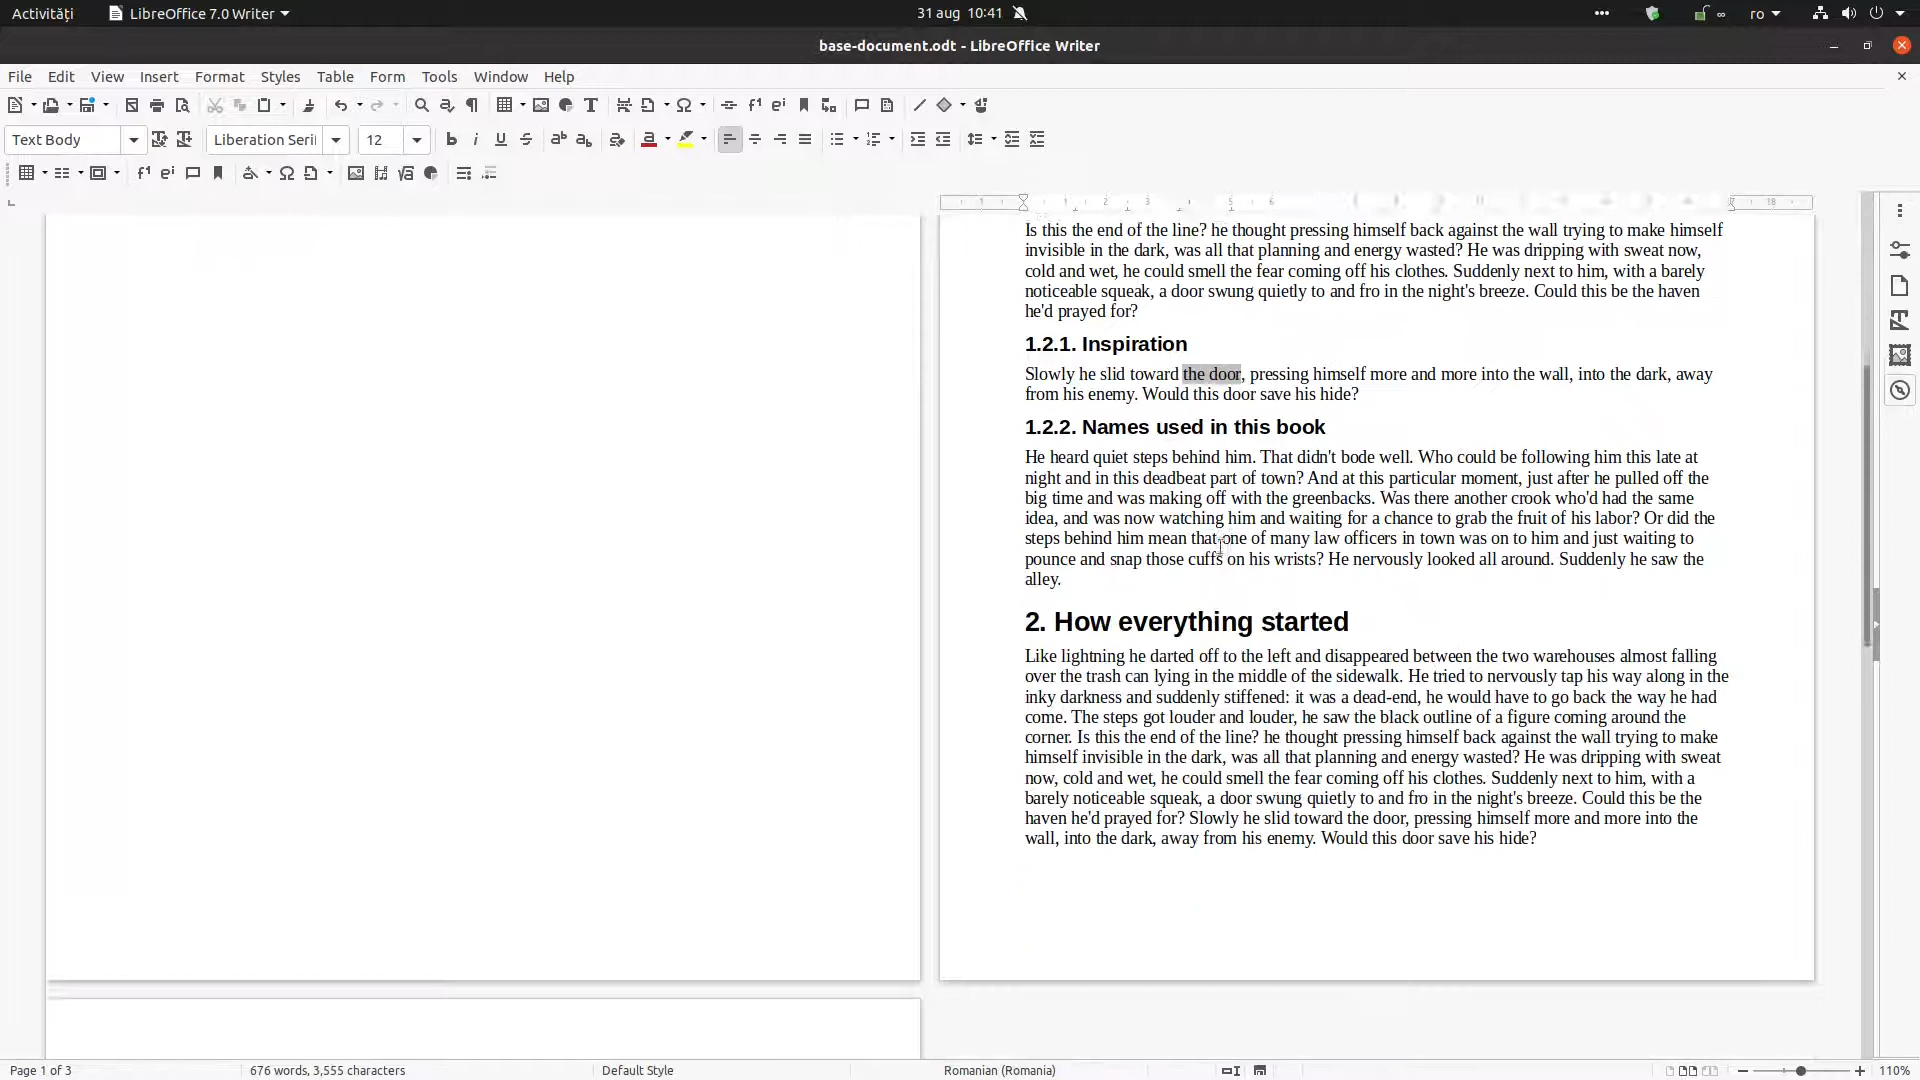 Activități
LibreOffice 7.0 Writer
31 aug 10:41
ro
base-document.odt - LibreOffice Writer
File Edit View Insert Format Styles Table Form Tools Window Help
Text Body
Liberation Seri
12
Is this the end of the line? he thought pressing himself back against the wall trying to make himself
invisible in the dark, was all that planning and energy wasted? He was dripping with sweat now,
cold and wet, he could smell the fear coming off his clothes. Suddenly next to him, with a barely
noticeable squeak, a door swung quietly to and fro in the night's breeze. Could this be the haven
he'd prayed for?
1.2.1. Inspiration
Slowly he slid toward the door, pressing himself more and more into the wall, into the dark, away
from his enemy. Would this door save his hide?
1.2.2. Names used in this book
He heard quiet steps behind him. That didn't bode well. Who could be following him this late at
night and in this deadbeat part of town? And at this particular moment, just after he pulled off the
big time and was making off with the greenbacks. Was there another crook who'd had the same
idea, and was now watching him and waiting for a chance to grab the fruit of his labor? Or did the
steps behind him mean that one of many law officers in town was on to him and just waiting to
pounce and snap those cuffs on his wrists? He nervously looked all around. Suddenly he saw the
alley.
2. How everything started
Like lightning he darted off to the left and disappeared between the two warehouses almost falling
over the trash can lying in the middle of the sidewalk. He tried to nervously tap his way along in the
inky darkness and suddenly stiffened: it was a dead-end, he would have to go back the way he had
come. The steps got louder and louder, he saw the black outline of a figure coming around the
corner. Is this the end of the line? he thought pressing himself back against the wall trying to make
himself invisible in the dark, was all that planning and energy wasted? He was dripping with sweat
now, cold and wet, he could smell the fear coming off his clothes. Suddenly next to him, with a
barely noticeable squeak, a door swung quietly to and fro in the night's breeze. Could this be the
haven he'd prayed for? Slowly he slid toward the door, pressing himself more and more into the
wall, into the dark, away from his enemy. Would this door save his hide?
Page 1 of 3
676 words, 3,555 characters
Default Style
Romanian (Romania)
110%